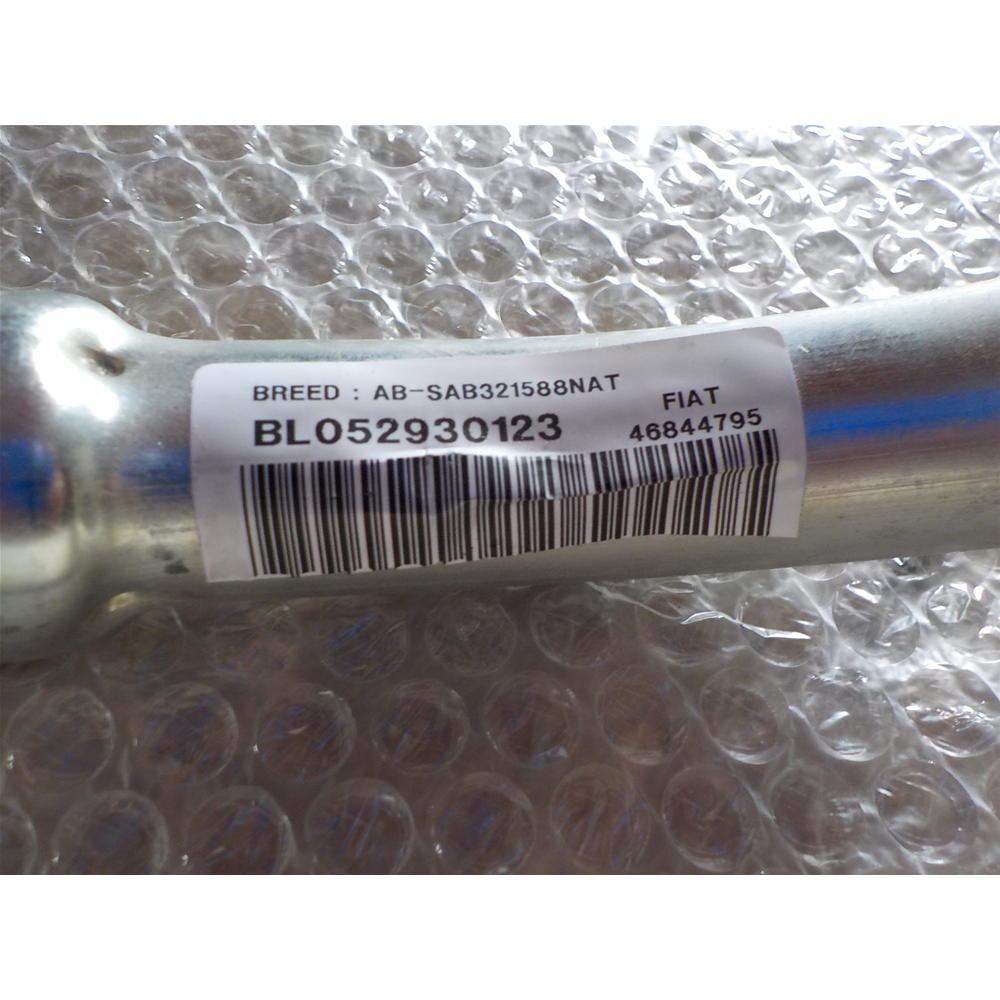 BREED : AB-SAB321588NAT
FIAT
BL052930123
46844795